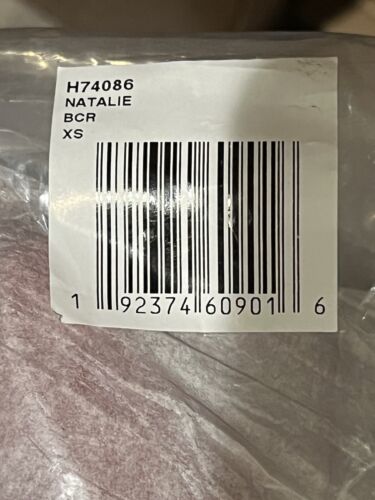 H74086
NATALIE
BCR
XS
1 92374 60901 6